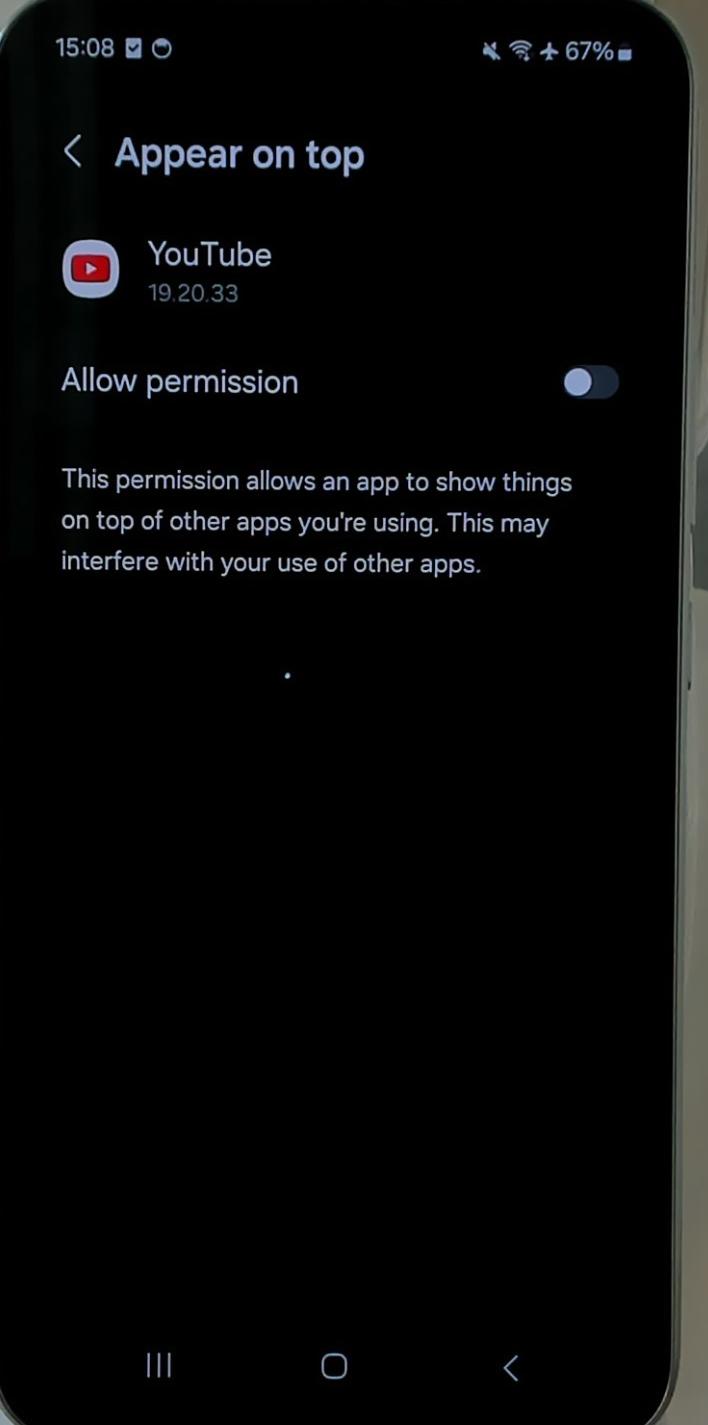 15:08 67%
Appear on top
YouTube
19.20.33
Allow permission
This permission allows an app to show things
on top of other apps you're using. This may
interfere with your use of other apps.